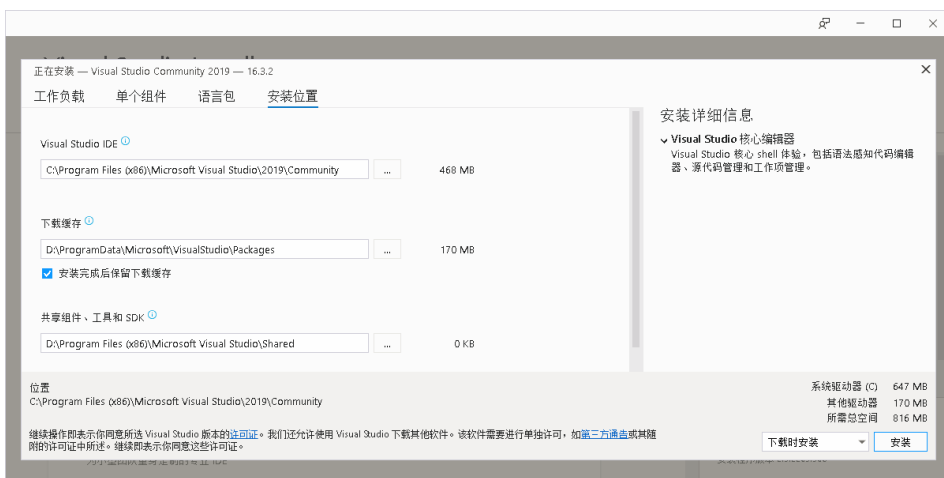 正在安装 — Visual Studio Community 2019 — 16.3.2
工作负载 单个组件 语言包 安装位置
Visual Studio IDE
C:\Program Files (x86)\Microsoft Visual Studio\2019\Community ... 468 MB
下载缓存
D:\ProgramData\Microsoft\VisualStudio\Packages ... 170 MB
安装完成后保留下载缓存
共享组件、工具和 SDK
D:\Program Files (x86)\Microsoft Visual Studio\Shared ... 0 KB
安装详细信息
Visual Studio 核心编辑器
Visual Studio 核心 shell 体验，包括语法感知代码编辑
器、源代码管理和工作项管理。
位置
C:\Program Files (x86)\Microsoft Visual Studio\2019\Community
系统驱动器 (C) 647 MB
其他驱动器 170 MB
所需总空间 816 MB
继续操作即表示你同意所选 Visual Studio 版本的许可证。我们还允许使用 Visual Studio 下载其他软件。该软件需要进行单独许可，如第三方通告或其随
附的许可证中所述。继续即表示你同意这些许可证。
下载时安装 安装